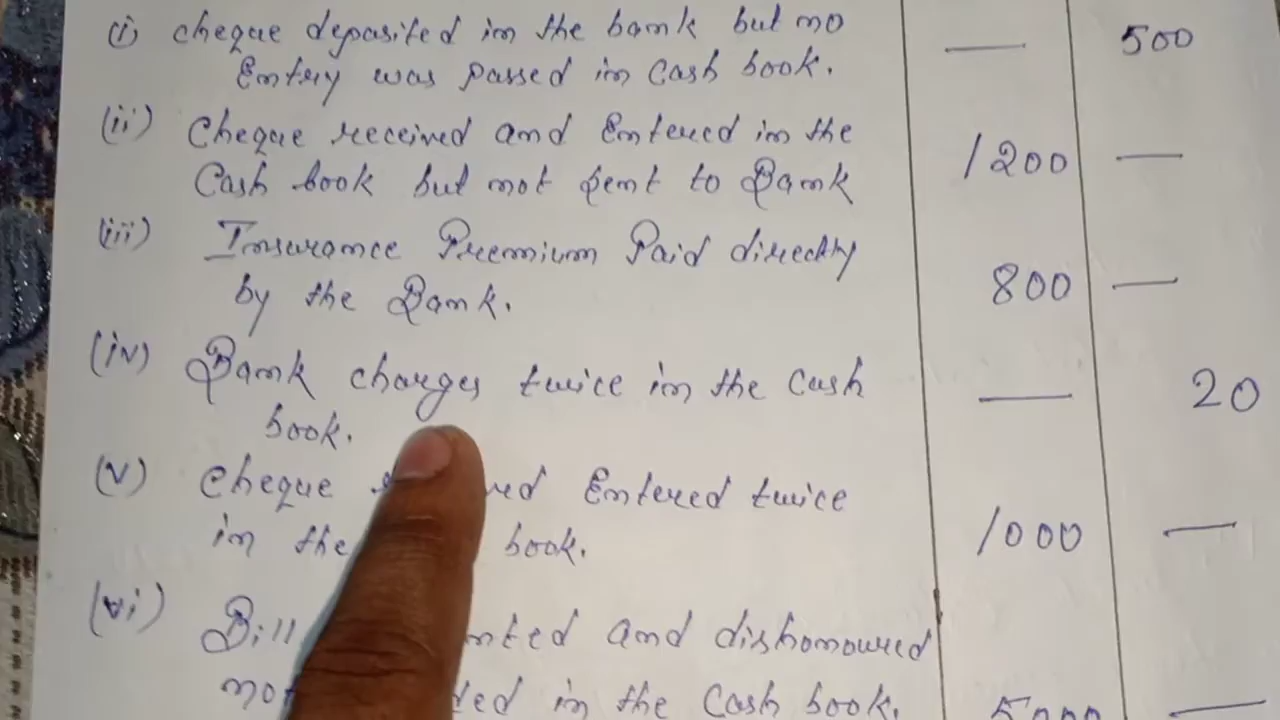 (i) cheque deposited in the bank but no — 500
Entry was passed in cash book.
(ii) Cheque received and Entered in the
Cash book but not sent to Bank 1200 —
(iii) Insurance Premium Paid directly
by the Bank. 800 —
(iv) Bank charges twice in the cash — 20
book.
(v) Cheque Entered twice
in the book. 1000 —
(vi) Bill and dishonoured
in the Cash book. 5000 —